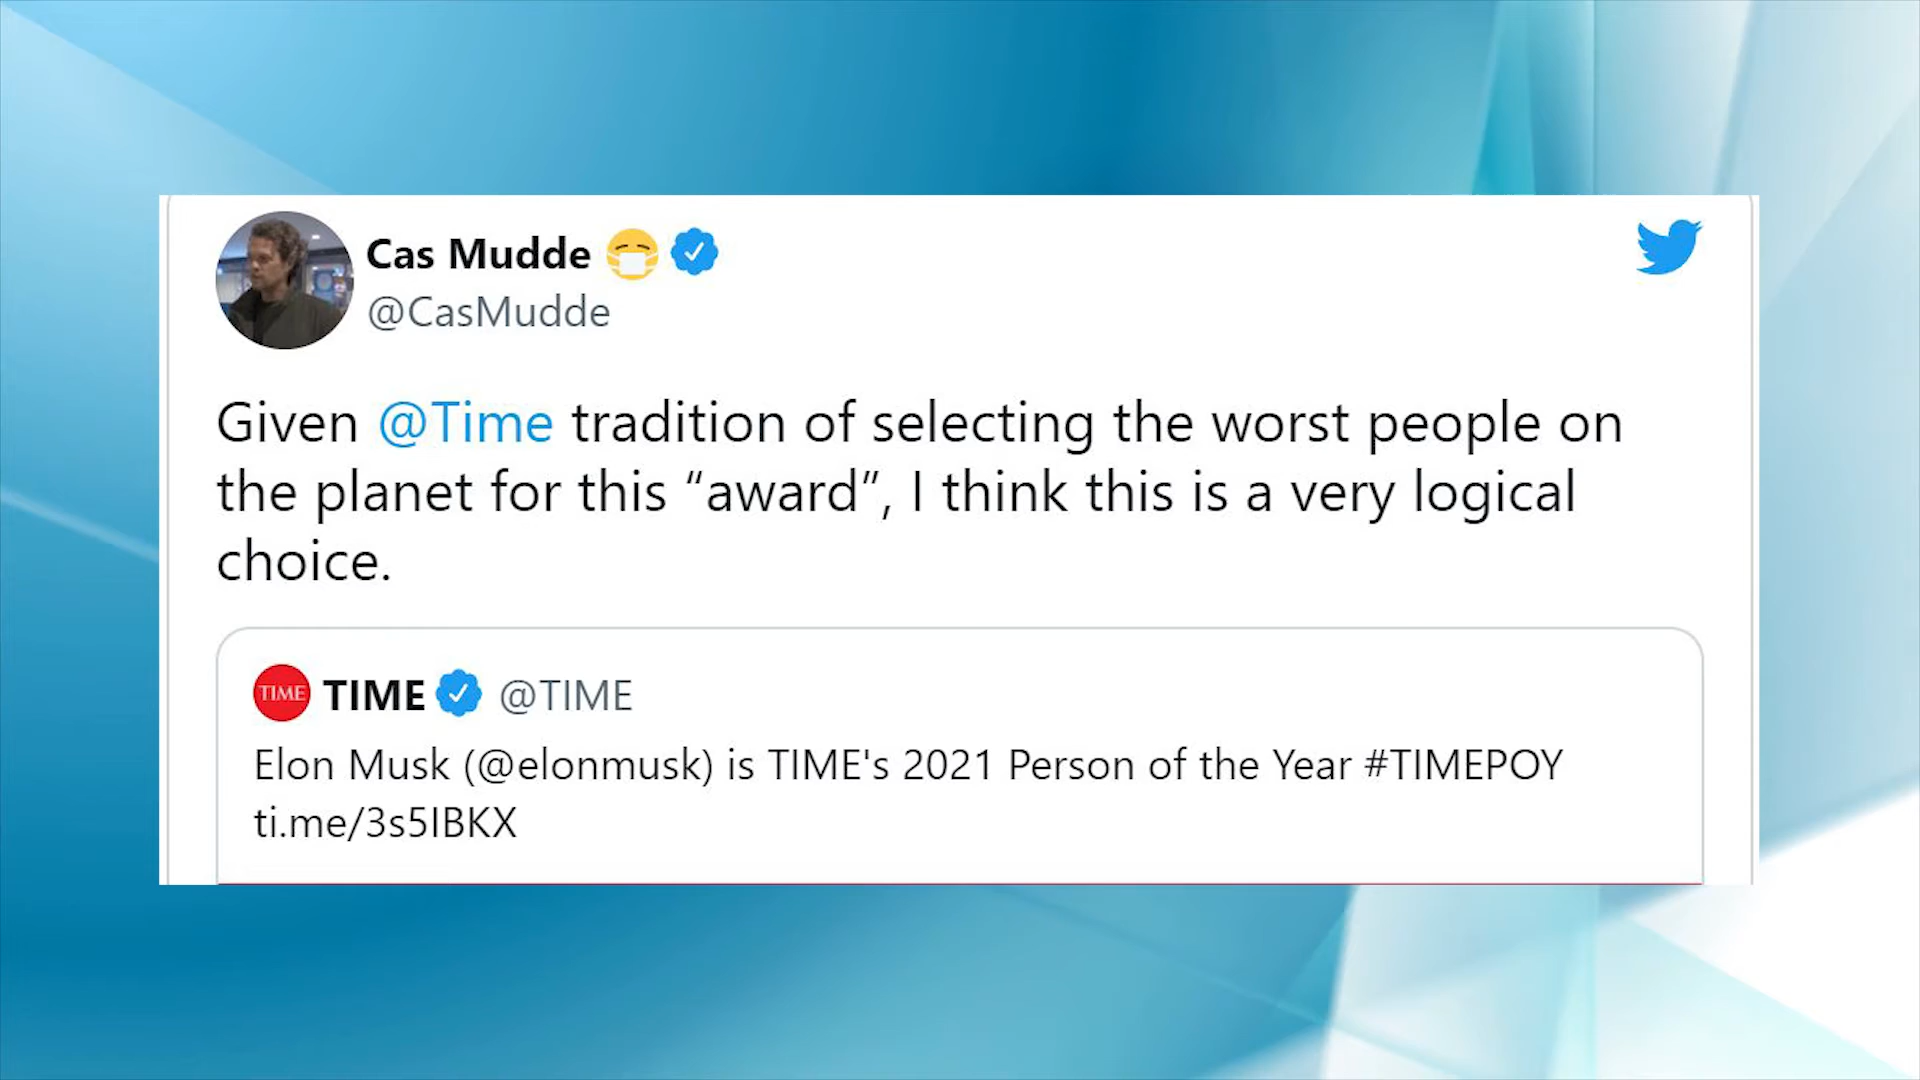 Cas Mudde 😷
@CasMudde
Given @Time tradition of selecting the worst people on
the planet for this “award”, I think this is a very logical
choice.
TIME TIME @TIME
Elon Musk (@elonmusk) is TIME's 2021 Person of the Year #TIMEPOY
ti.me/3s5IBKX